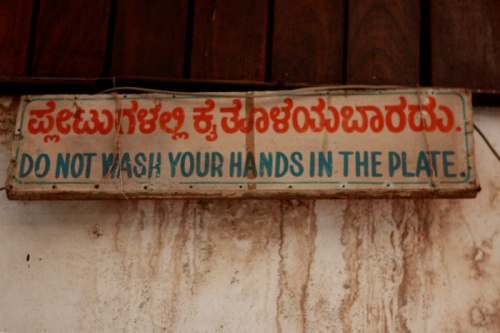 ಪ್ಲೇಟುಗಳಲ್ಲಿ ಕೈತೊಳೆಯಬಾರದು.
DO NOT WASH YOUR HANDS IN THE PLATE.